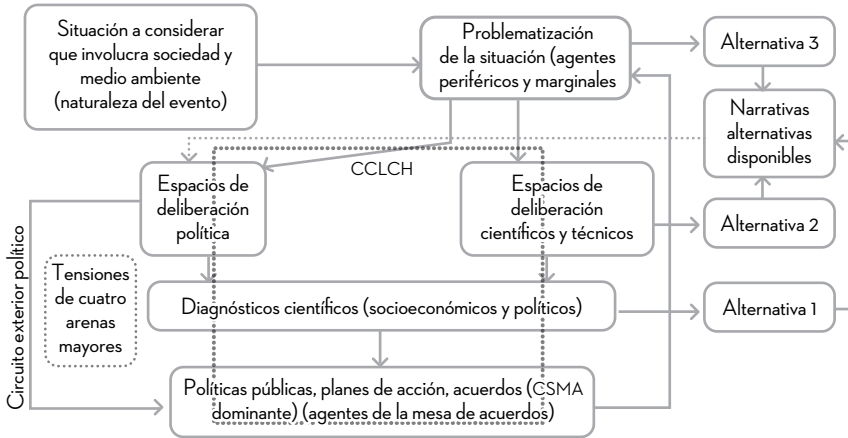 Situación a considerar
que involucra sociedad y
medio ambiente
(naturaleza del evento)
Problematización
de la situación (agentes
periféricos y marginales
Alternativa 3
Narrativas
alternativas
disponibles
CCLCH
Espacios de
deliberación
política
Espacios de
deliberación
científicos y técnicos
Alternativa 2
Circuito exterior político
Tensiones
de cuatro
arenas
mayores
Diagnósticos científicos (socioeconómicos y políticos)
Alternativa 1
Políticas públicas, planes de acción, acuerdos (CSMA
dominante) (agentes de la mesa de acuerdos)